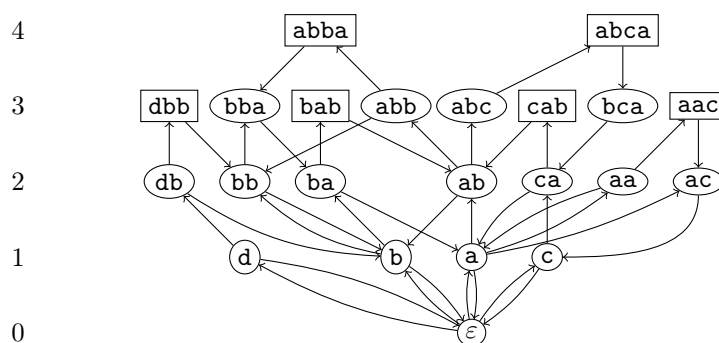 4 abba abca
3 dbb bba bab abb abc cab bca aac
2 db bb ba ab ca aa ac
1 d b a c
0 ε